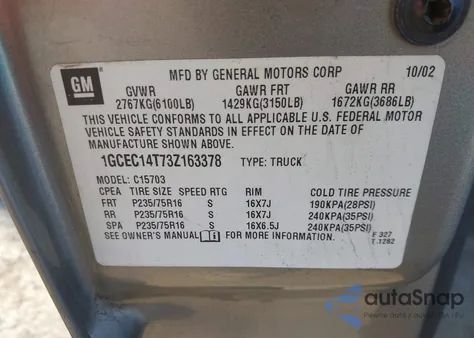 GM
MFD BY GENERAL MOTORS CORP 10/02
GVWR GAWR FRT GAWR RR
2767KG(6100LB) 1429KG(3150LB) 1672KG(3686LB)
THIS VEHICLE CONFORMS TO ALL APPLICABLE U.S. FEDERAL MOTOR
VEHICLE SAFETY STANDARDS IN EFFECT ON THE DATE OF
MANUFACTURE SHOWN ABOVE.
1GCEC14T73Z163378 TYPE: TRUCK
MODEL: C15703
CPEA TIRE SIZE SPEED RTG RIM COLD TIRE PRESSURE
FRT P235/75R16 S 16X7J 190KPA(28PSI)
RR P235/75R16 S 16X7J 240KPA(35PSI)
SPA P235/75R16 S 16X6.5J 240KPA(35PSI)
SEE OWNER'S MANUAL FOR MORE INFORMATION.
F 327
T 1282
autoSnap